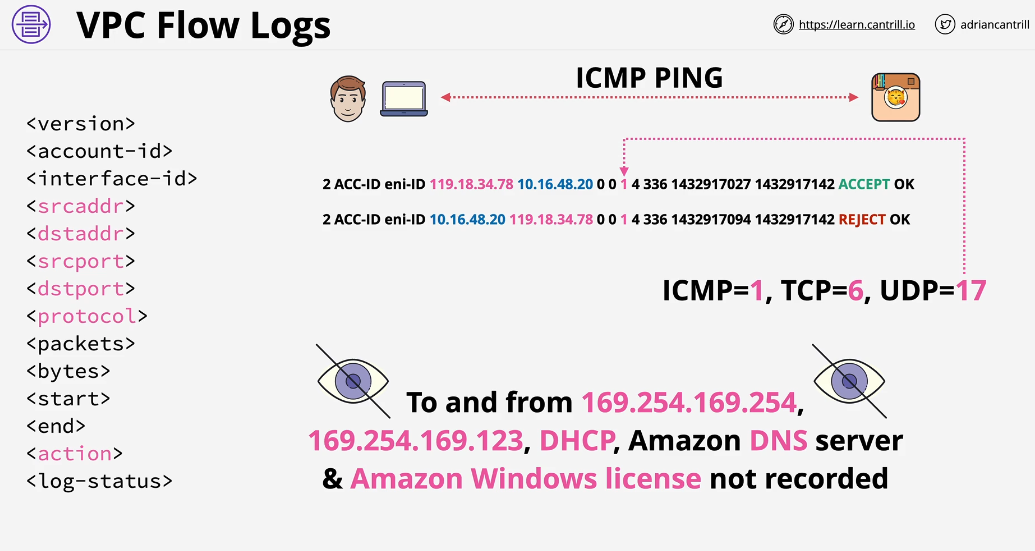 VPC Flow Logs
https://learn.cantrill.io
adriancantrill
ICMP PING
<version>
<account-id>
<interface-id>
<srcaddr>
<dstaddr>
<srcport>
<dstport>
<protocol>
<packets>
<bytes>
<start>
<end>
<action>
<log-status>
2 ACC-ID eni-ID 119.18.34.78 10.16.48.20 0 0 1 4 336 1432917027 1432917142 ACCEPT OK
2 ACC-ID eni-ID 10.16.48.20 119.18.34.78 0 0 1 4 336 1432917094 1432917142 REJECT OK
ICMP=1, TCP=6, UDP=17
To and from 169.254.169.254,
169.254.169.123, DHCP, Amazon DNS server
& Amazon Windows license not recorded